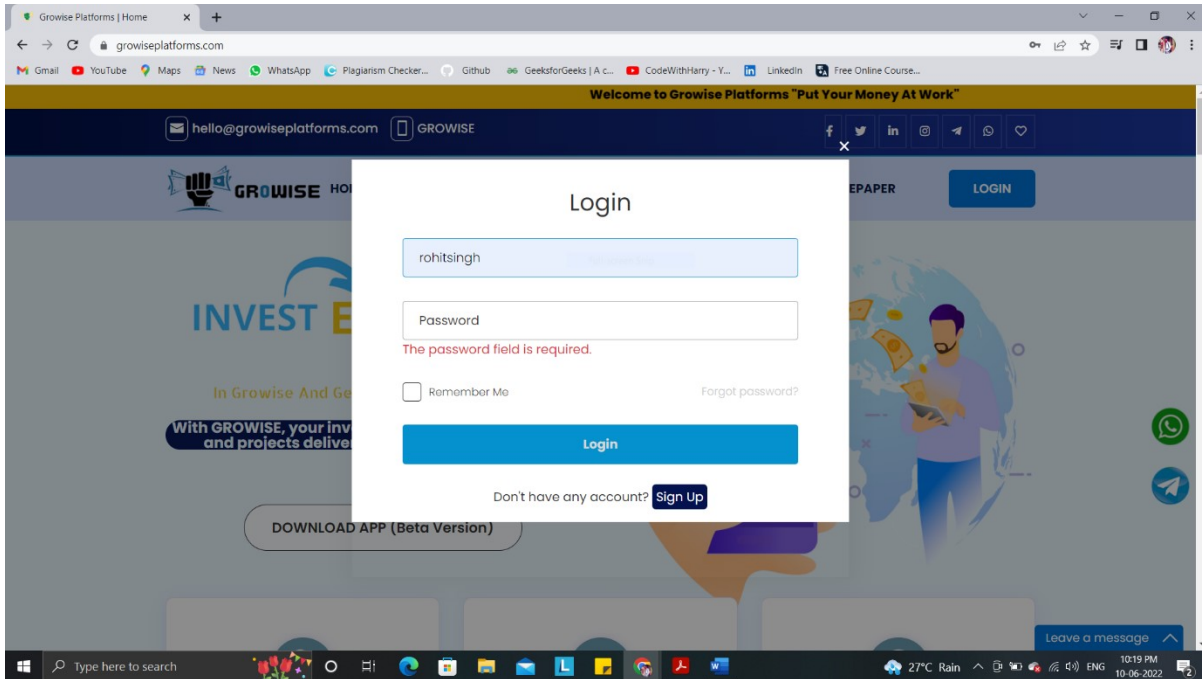 Growise Platforms | Home
growiseplatforms.com
Gmail YouTube Maps News WhatsApp Plagiarism Checker... Github GeeksforGeeks | A c... CodeWithHarry - Y... LinkedIn Free Online Course...
Welcome to Growise Platforms "Put Your Money At Work"
hello@growiseplatforms.com GROWISE
GROWISE HO EPAPER LOGIN
Login
rohitsingh
Password
The password field is required.
Remember Me Forgot password?
Login
Don't have any account? Sign Up
INVEST E
In Growise And Ge
With GROWISE, your inv
and projects deliver
DOWNLOAD APP (Beta Version)
Leave a message
Type here to search
27°C Rain ENG 10:19 PM
10-06-2022
2